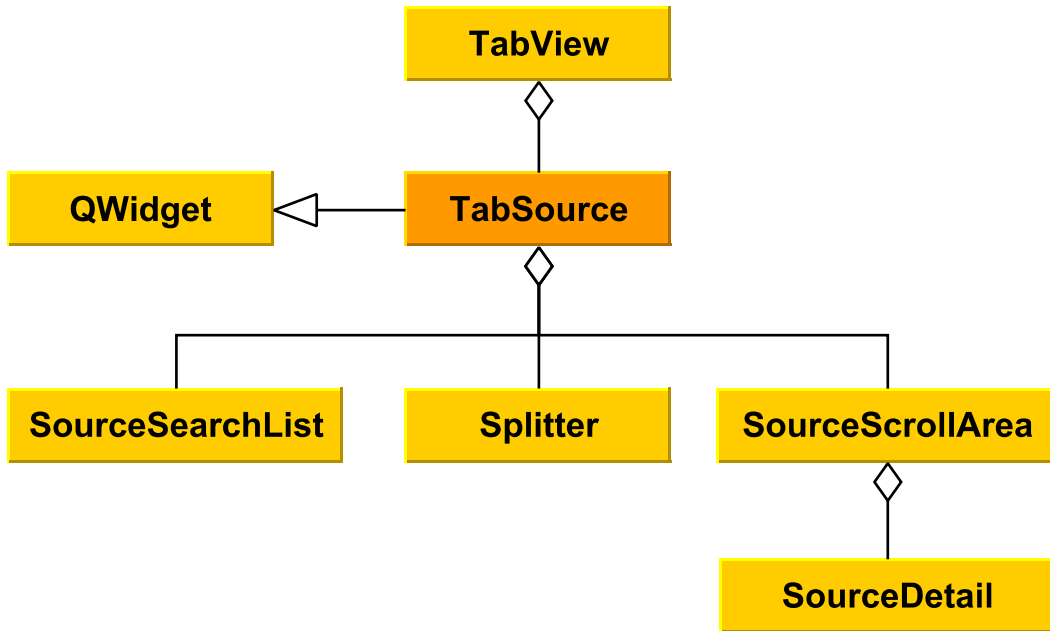 TabView
QWidget
TabSource
SourceSearchList
Splitter
SourceScrollArea
SourceDetail